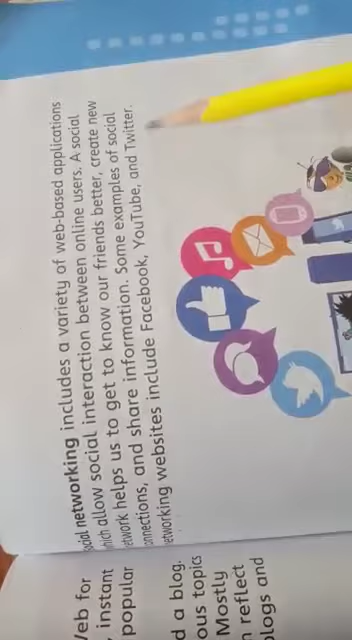 social networking includes a variety of web-based applications
which allow social interaction between online users. A social
network helps us to get to know our friends better, create new
connections, and share information. Some examples of social
networking websites include Facebook, YouTube, and Twitter.
Web for
instant
popular
d a blog.
ous topics
Mostly
n reflect
logs and